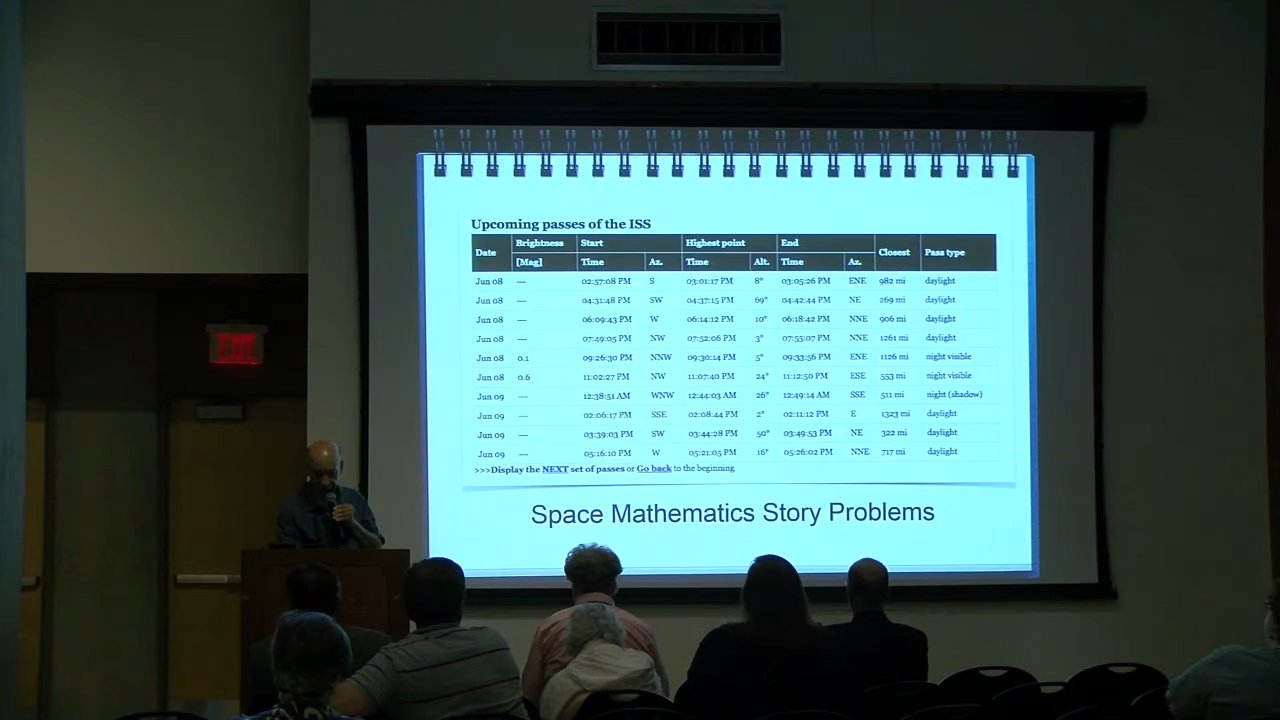 Upcoming passes of the ISS
Date Brightness Start Highest point End Closest Pass type
[Mag] Time Az. Time Alt. Time Az.
Jun 08 — 02:57:08 PM S 03:01:17 PM 8° 03:05:26 PM ENE 982 mi daylight
Jun 08 — 04:31:48 PM SW 04:37:15 PM 69° 04:42:44 PM NE 269 mi daylight
Jun 08 — 06:09:43 PM W 06:14:12 PM 10° 06:18:42 PM NNE 906 mi daylight
Jun 08 — 07:49:05 PM NW 07:52:06 PM 3° 07:55:07 PM NNE 1261 mi daylight
Jun 08 0.1 09:26:30 PM NNW 09:30:14 PM 5° 09:33:56 PM ENE 1126 mi night visible
Jun 08 0.6 11:02:27 PM NW 11:07:40 PM 24° 11:12:50 PM ESE 553 mi night visible
Jun 09 — 12:38:51 AM WNW 12:44:03 AM 26° 12:49:14 AM SSE 511 mi night (shadow)
Jun 09 — 02:06:17 PM SSE 02:08:44 PM 2° 02:11:12 PM E 1323 mi daylight
Jun 09 — 03:39:03 PM SW 03:44:28 PM 50° 03:49:53 PM NE 322 mi daylight
Jun 09 — 05:16:10 PM W 05:21:05 PM 16° 05:26:02 PM NNE 717 mi daylight
>>>Display the NEXT set of passes or Go back to the beginning
Space Mathematics Story Problems
EXIT